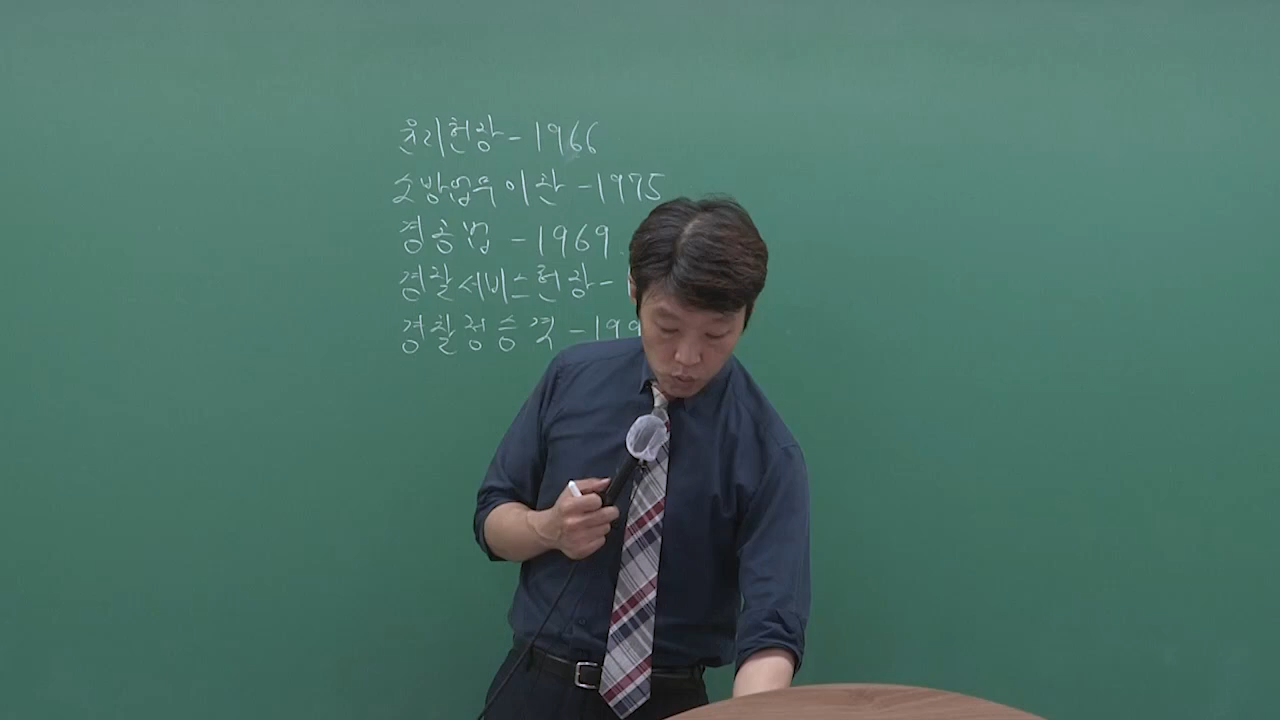 윤리헌장 - 1966
소방업무 이관 - 1975
경공법 - 1969
경찰서비스헌장 -
경찰정승격 - 199